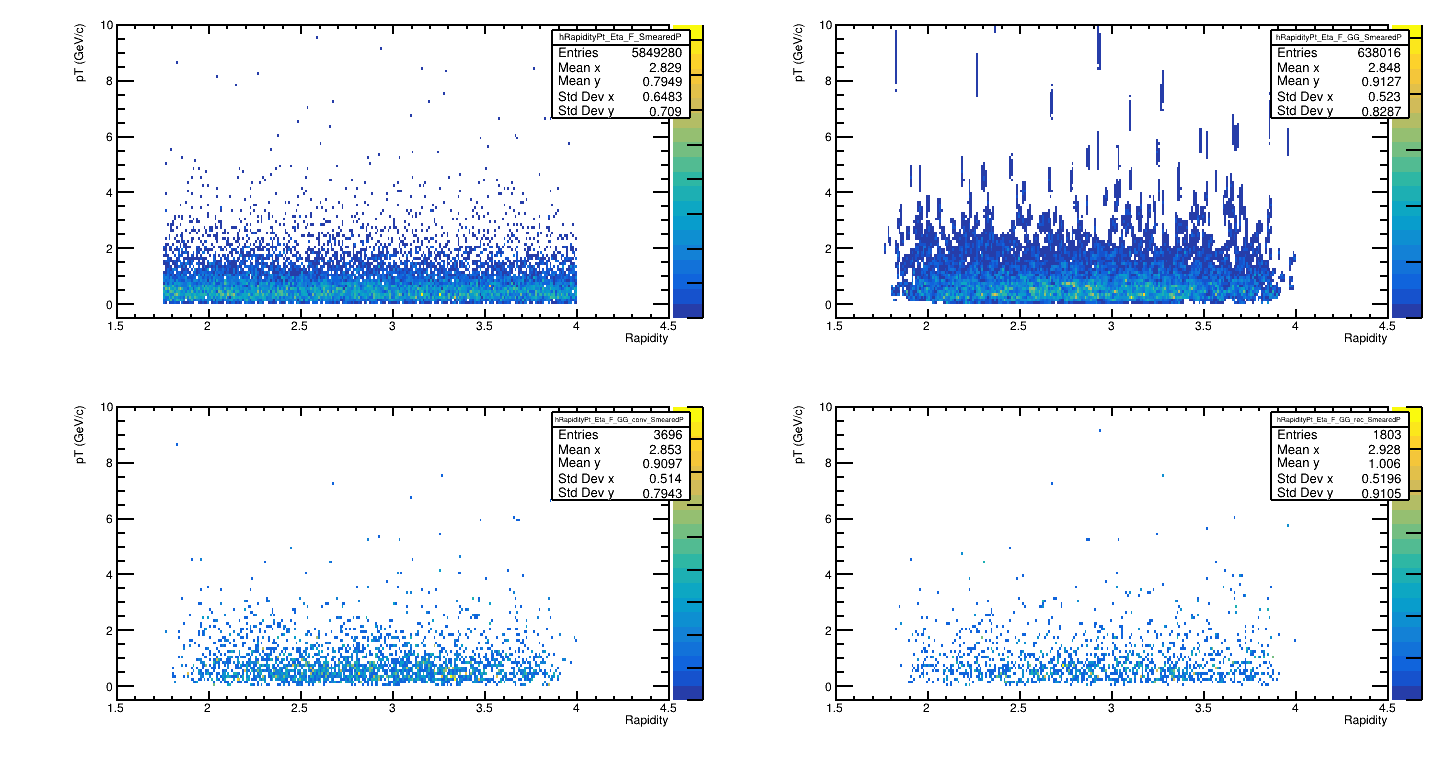 pT (GeV/c)
10
8
6
4
2
0
1.5 2 2.5 3 3.5 4 4.5
Rapidity
hRapidityPt_Eta_F_SmearedP
Entries 5849280
Mean x 2.829
Mean y 0.7949
Std Dev x 0.6483
Std Dev y 0.709
pT (GeV/c)
10
8
6
4
2
0
1.5 2 2.5 3 3.5 4 4.5
Rapidity
hRapidityPt_Eta_F_GG_SmearedP
Entries 638016
Mean x 2.848
Mean y 0.9127
Std Dev x 0.523
Std Dev y 0.8287
pT (GeV/c)
10
8
6
4
2
0
1.5 2 2.5 3 3.5 4 4.5
Rapidity
hRapidityPt_Eta_F_GG_conv_SmearedP
Entries 3696
Mean x 2.853
Mean y 0.9097
Std Dev x 0.514
Std Dev y 0.7943
pT (GeV/c)
10
8
6
4
2
0
1.5 2 2.5 3 3.5 4 4.5
Rapidity
hRapidityPt_Eta_F_GG_rec_SmearedP
Entries 1803
Mean x 2.928
Mean y 1.006
Std Dev x 0.5196
Std Dev y 0.9105